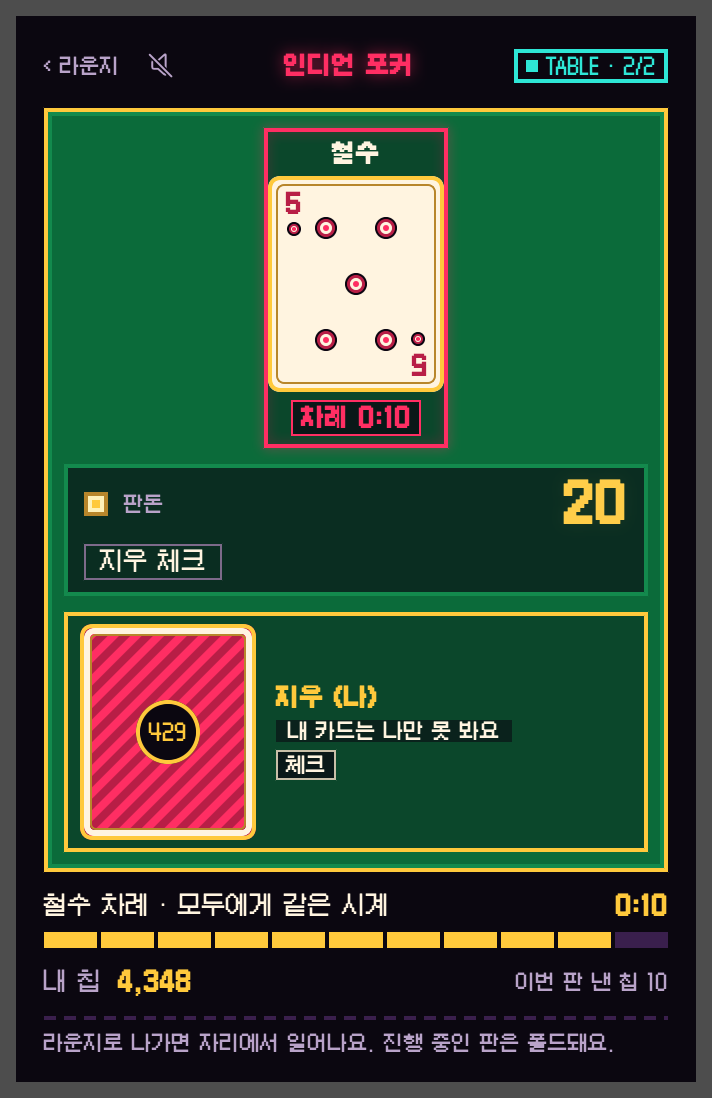 ‹ 라운지
인디언 포커
TABLE · 2/2
철수
5
5
차례 0:10
판돈
20
지우 체크
429
지우 (나)
내 카드는 나만 못 봐요
체크
철수 차례 · 모두에게 같은 시계
0:10
내 칩 4,348
이번 판 낸 칩 10
라운지로 나가면 자리에서 일어나요. 진행 중인 판은 폴드돼요.